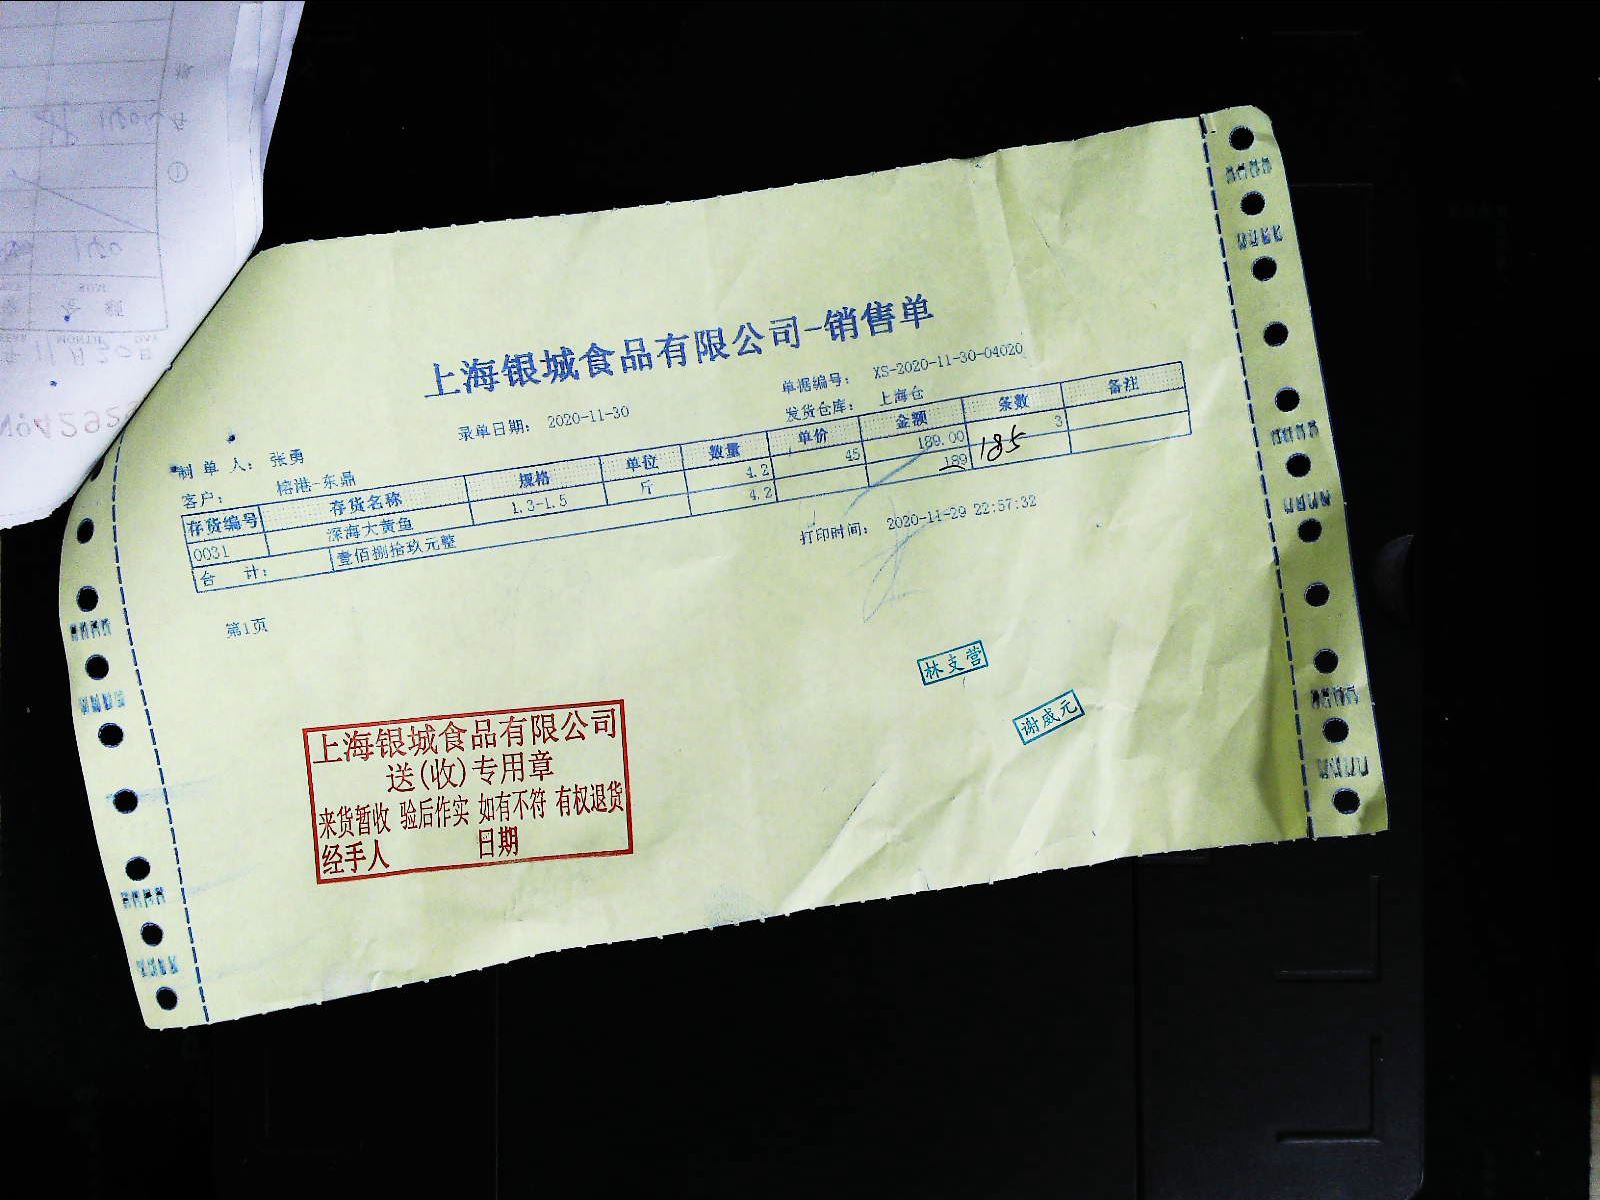 上海银城食品有限公司-销售单
单据编号： XS-2020-11-30-04020
录单日期： 2020-11-30
发货仓库： 上海仓
制 单 人： 张勇
客户： 榕港-东鼎
存货编号 存货名称 规格 单位 数量 单价 金额 条数 备注
0031 深海大黄鱼 1.3-1.5 斤 4.2 45 189.00 3
合 计： 壹佰捌拾玖元整 4.2 189 185
打印时间： 2020-11-29 22:57:32
第1页
林支营
谢威元
上海银城食品有限公司
送(收)专用章
来货暂收 验后作实 如有不符 有权退货
经手人 日期